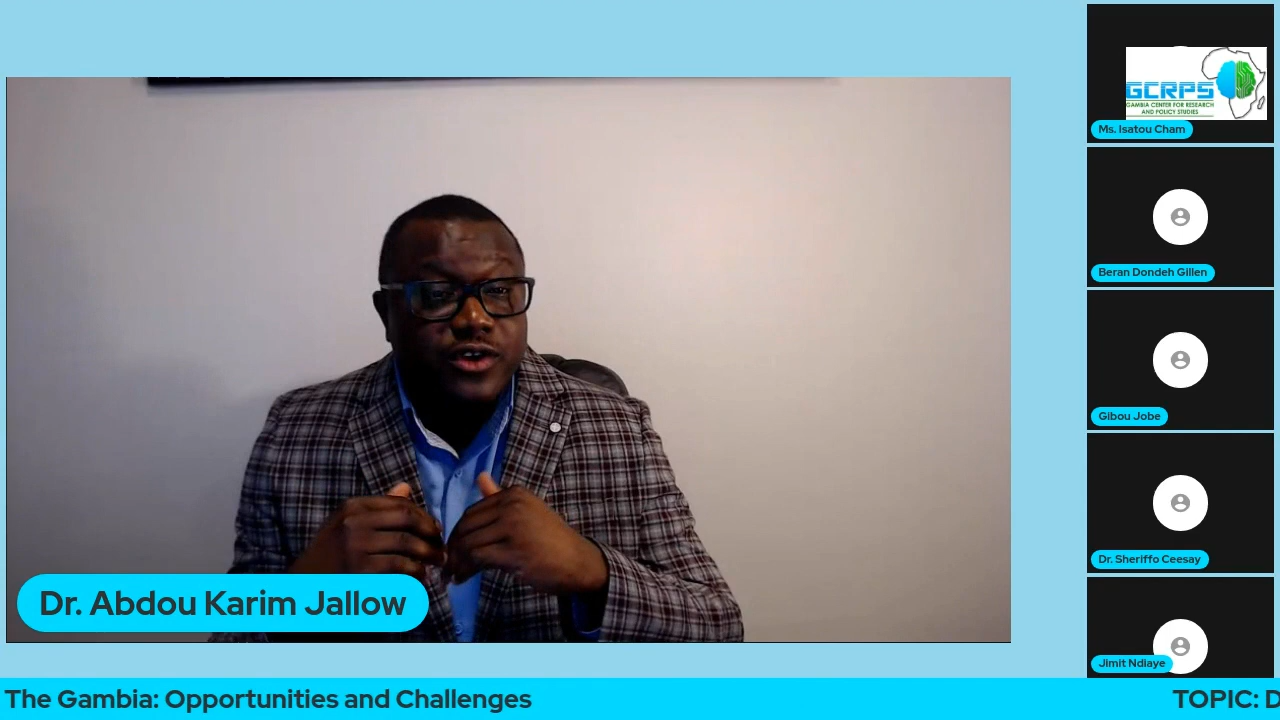 GCRPS
GAMBIA CENTER FOR RESEARCH
AND POLICY STUDIES
Ms. Isatou Cham
Beran Dondeh Gillen
Gibou Jobe
Dr. Sheriffo Ceesay
Jimit Ndiaye
Dr. Abdou Karim Jallow
The Gambia: Opportunities and Challenges
TOPIC: D